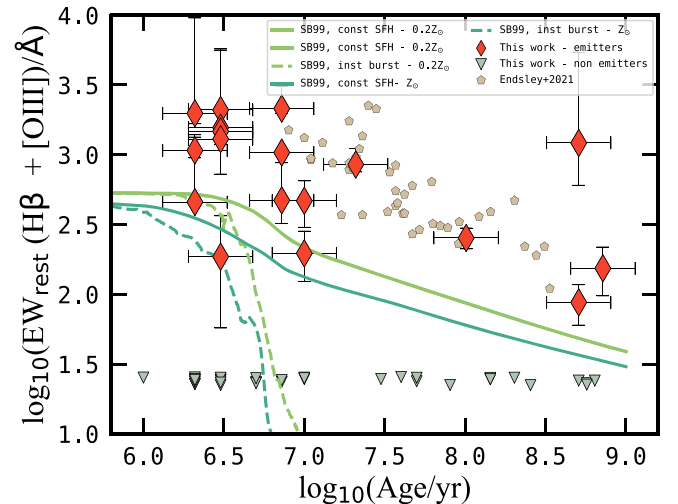 SB99, const SFH - 0.2Z⊙
SB99, const SFH - 0.2Z⊙
SB99, inst burst - 0.2Z⊙
SB99, const SFH- Z⊙
SB99, inst burst - Z⊙
This work - emitters
This work - non emitters
Endsley+2021
4.0
3.5
3.0
2.5
2.0
1.5
1.0
log10(EWrest (Hβ + [OIII])/Å)
6.0 6.5 7.0 7.5 8.0 8.5 9.0
log10(Age/yr)